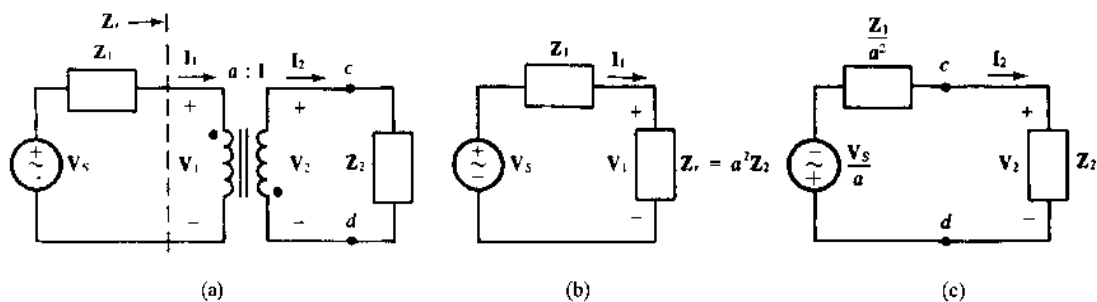 Zᵣ
Z₁
I₁
a : 1
I₂
c
+
+
+
~
Vₛ
V₁
V₂
Z₂
−
−
d
(a)
Z₁
I₁
+
+
~
−
Vₛ
V₁
Zᵣ = a²Z₂
−
(b)
Z₁
a²
c
I₂
+
−
~
+
Vₛ
a
V₂
Z₂
−
d
(c)